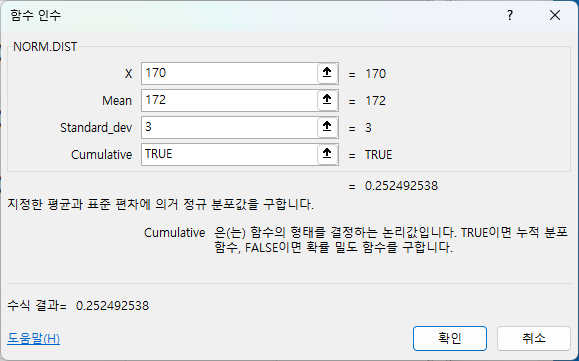 함수 인수 ? ×
NORM.DIST
X 170 = 170
Mean 172 = 172
Standard_dev 3 = 3
Cumulative TRUE = TRUE
= 0.252492538
지정한 평균과 표준 편차에 의거 정규 분포값을 구합니다.
Cumulative 은(는) 함수의 형태를 결정하는 논리값입니다. TRUE이면 누적 분포
함수, FALSE이면 확률 밀도 함수를 구합니다.
수식 결과= 0.252492538
도움말(H) 확인 취소